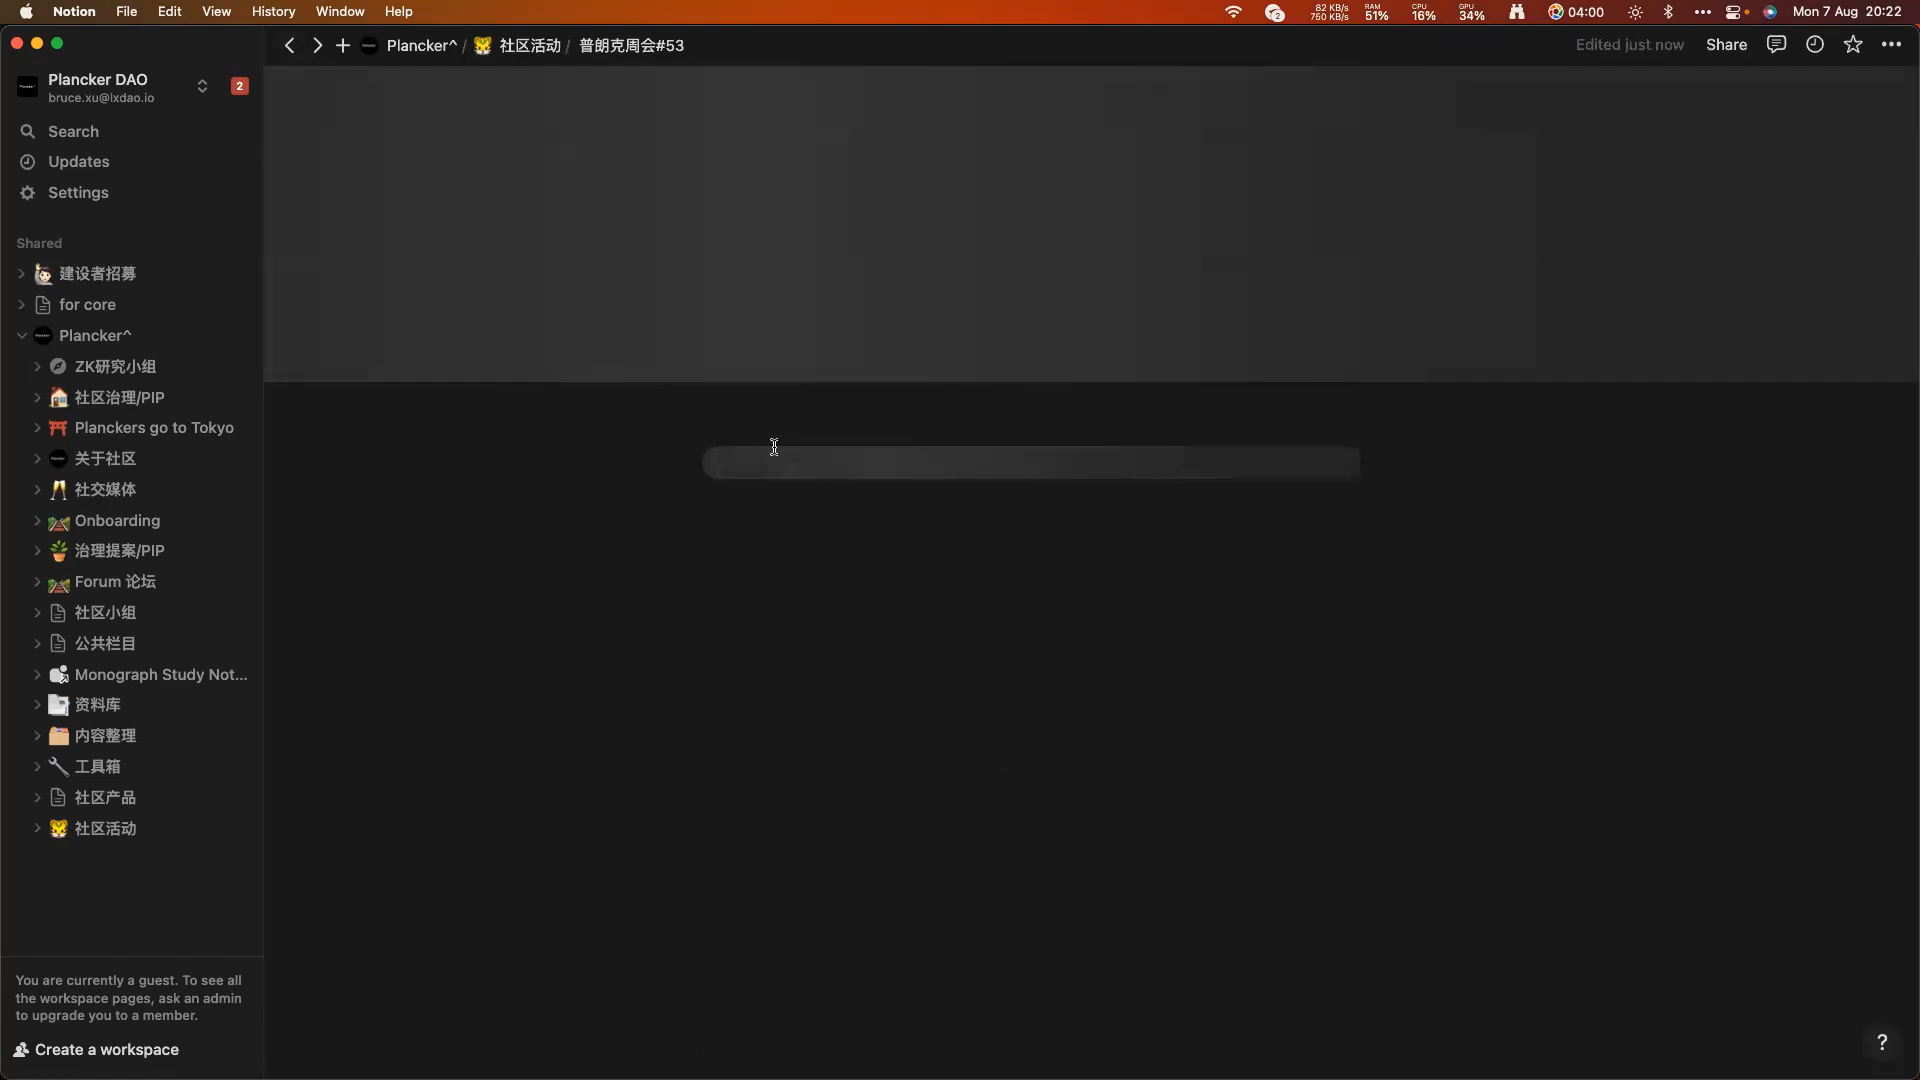 Notion File Edit View History Window Help
2 82 KB/s 750 KB/s RAM 51% CPU 16% GPU 34% 04:00 Mon 7 Aug 20:22
Plancker^ / 社区活动 / 普朗克周会#53
Edited just now Share
Plancker DAO
bruce.xu@lxdao.io
2
Search
Updates
Settings
Shared
建设者招募
for core
Plancker^
ZK研究小组
社区治理/PIP
Planckers go to Tokyo
关于社区
社交媒体
Onboarding
治理提案/PIP
Forum 论坛
社区小组
公共栏目
Monograph Study Not...
资料库
内容整理
工具箱
社区产品
社区活动
You are currently a guest. To see all
the workspace pages, ask an admin
to upgrade you to a member.
Create a workspace
?